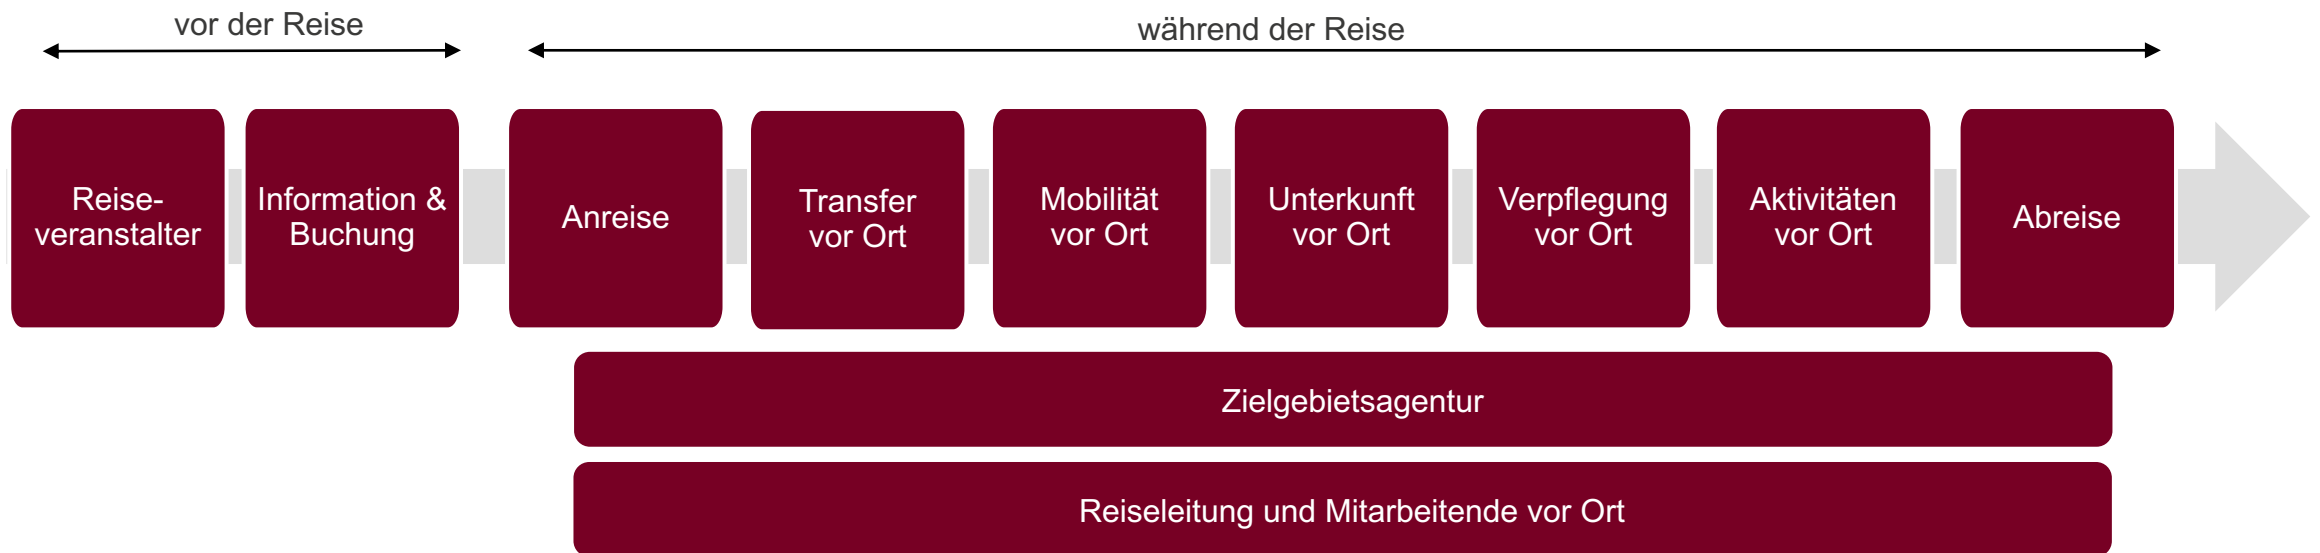 vor der Reise
während der Reise
Reise-
veranstalter
Information &
Buchung
Anreise
Transfer
vor Ort
Mobilität
vor Ort
Unterkunft
vor Ort
Verpflegung
vor Ort
Aktivitäten
vor Ort
Abreise
Zielgebietsagentur
Reiseleitung und Mitarbeitende vor Ort